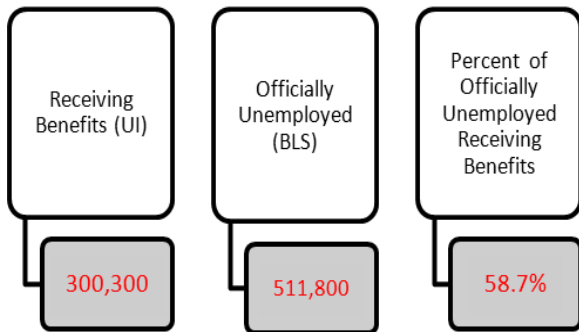 Receiving
Benefits (UI)
300,300
Officially
Unemployed
(BLS)
511,800
Percent of
Officially
Unemployed
Receiving
Benefits
58.7%